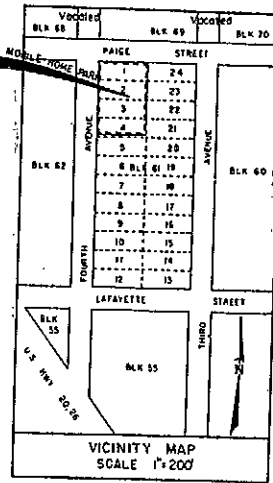 Vacated Vacated
BLK 68 BLK 69 BLK 70
PAIGE STREET
MOBILE HOME PARK
1 24
2 23
3 22
4 21
5 20
6 BLK 61 19
7 18
8 17
9 16
10 15
11 14
12 13
BLK 62
AVENUE
FOURTH
AVENUE
THIRD
BLK 60
LAFAYETTE STREET
BLK 55
U.S. HWY 20,26
BLK 55
N
VICINITY MAP
SCALE 1"=200'